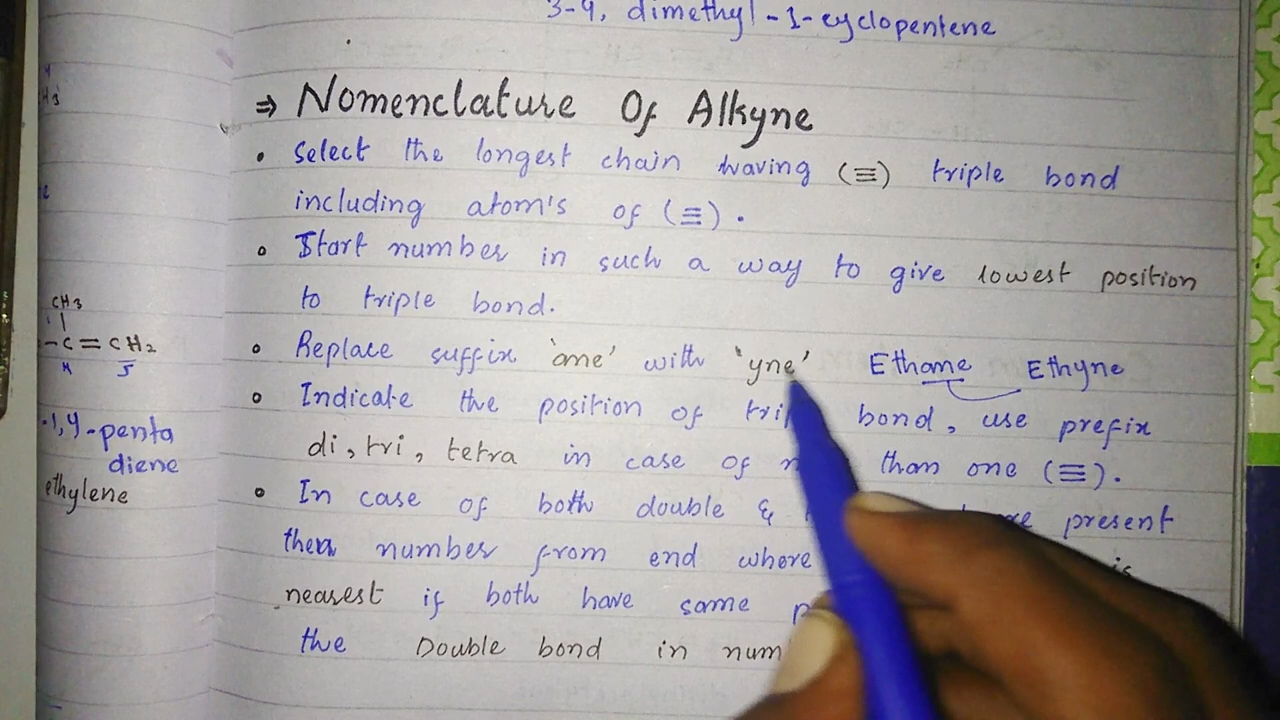 3-4, dimethyl-1-cyclopentene
⇒ Nomenclature Of Alkyne
• Select the longest chain having (≡) triple bond
including atom's of (≡).
• Start number in such a way to give lowest position
to triple bond.
• Replace suffix 'ane' with 'yne' Ethane Ethyne
• Indicate the position of bond, use prefix
di, tri, tetra in case of than one (≡).
• In case of both double & present
then number from end where is
nearest if both have same
the Double bond in
CH3
-C=CH2
4 5
-1,4-penta
diene
ethylene